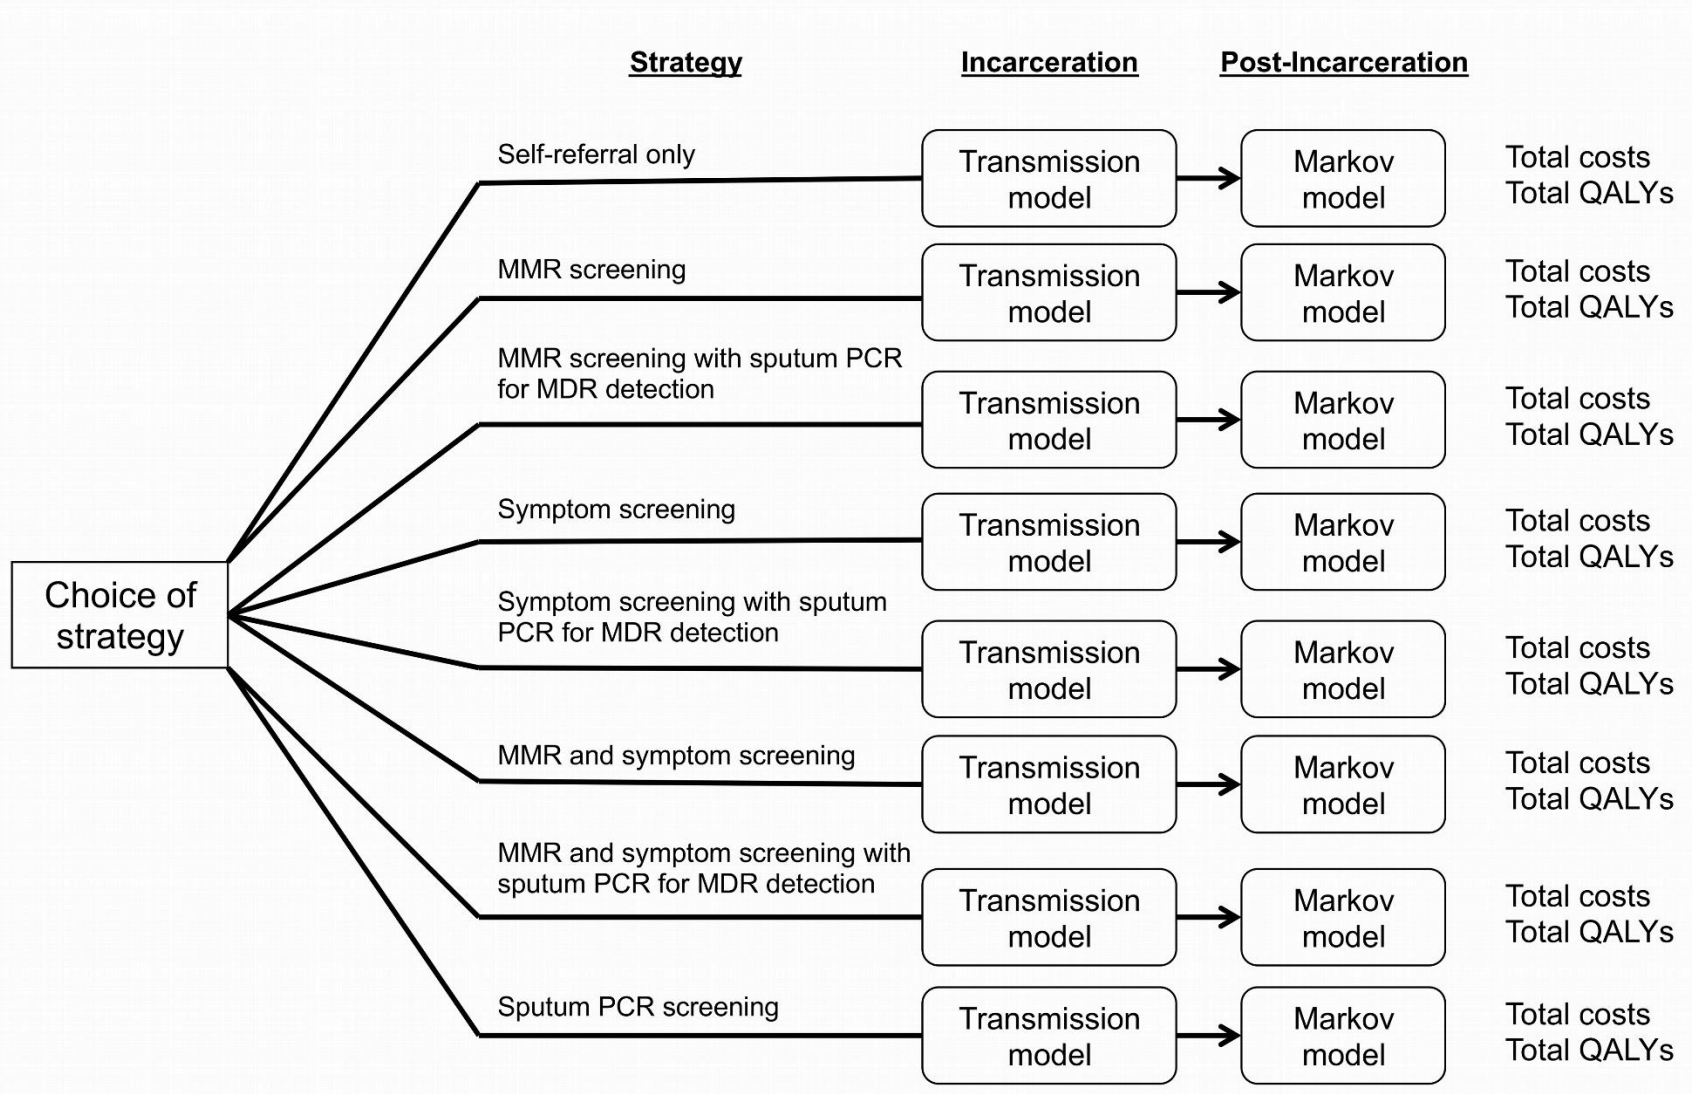 Strategy
Incarceration
Post-Incarceration
Self-referral only
Transmission
model
Markov
model
Total costs
Total QALYs
MMR screening
Transmission
model
Markov
model
Total costs
Total QALYs
MMR screening with sputum PCR
for MDR detection
Transmission
model
Markov
model
Total costs
Total QALYs
Symptom screening
Transmission
model
Markov
model
Total costs
Total QALYs
Choice of
strategy
Symptom screening with sputum
PCR for MDR detection
Transmission
model
Markov
model
Total costs
Total QALYs
MMR and symptom screening
Transmission
model
Markov
model
Total costs
Total QALYs
MMR and symptom screening with
sputum PCR for MDR detection
Transmission
model
Markov
model
Total costs
Total QALYs
Sputum PCR screening
Transmission
model
Markov
model
Total costs
Total QALYs